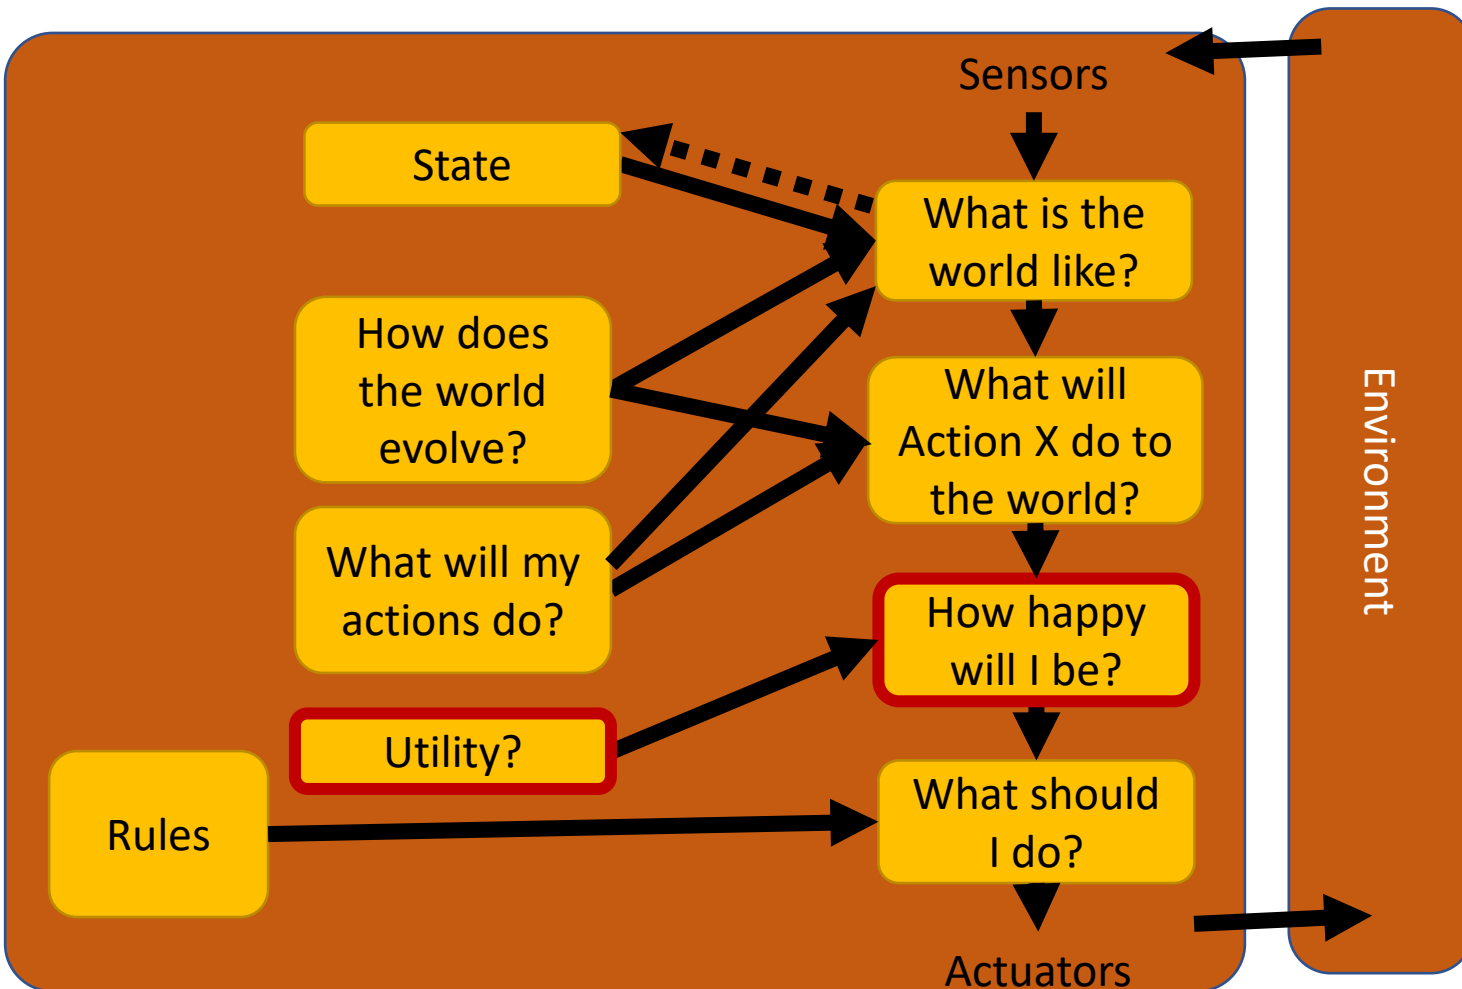 Sensors
State
What is the
world like?
How does
the world
evolve?
What will
Action X do to
the world?
What will my
actions do?
How happy
will I be?
Utility?
Rules
What should
I do?
Actuators
Environment